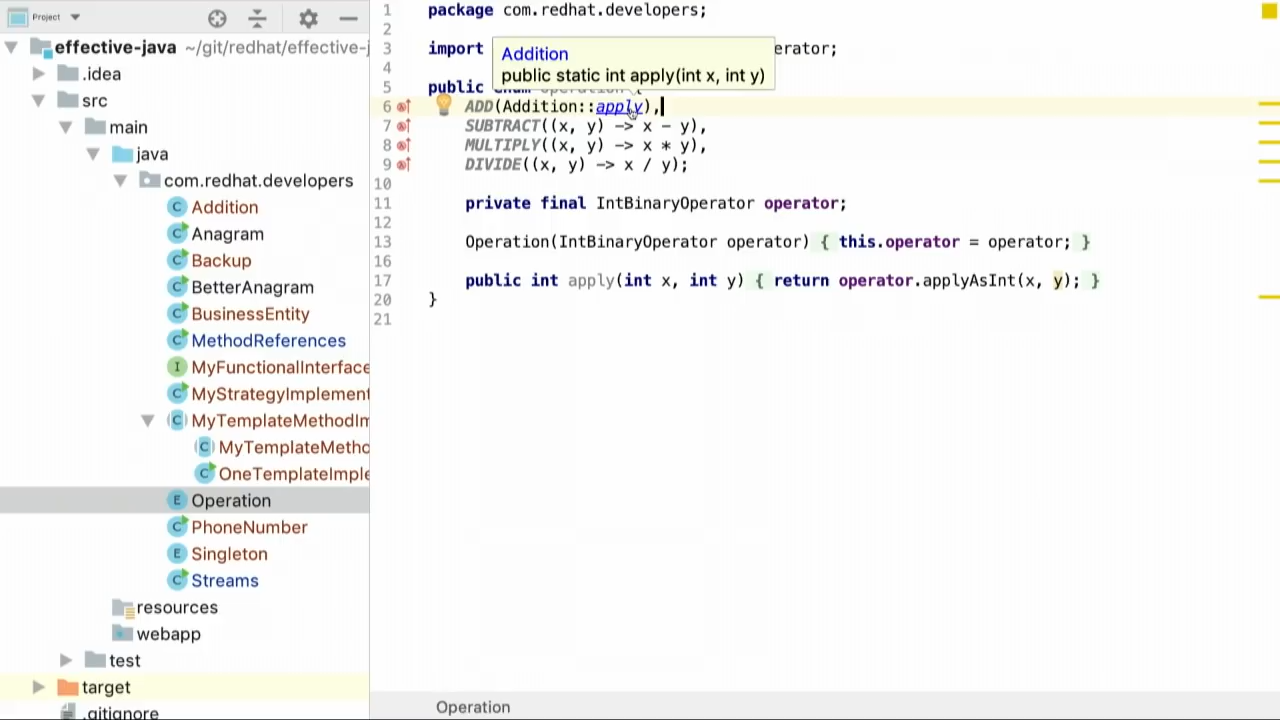 Project
effective-java ~/git/redhat/effective-j
.idea
src
main
java
com.redhat.developers
Addition
Anagram
Backup
BetterAnagram
BusinessEntity
MethodReferences
MyFunctionalInterface
MyStrategyImplement
MyTemplateMethodIm
MyTemplateMetho
OneTemplateImple
Operation
PhoneNumber
Singleton
Streams
resources
webapp
test
target
.gitignore
1 package com.redhat.developers;
2
3 import erator;
Addition
public static int apply(int x, int y)
4
5 public enum Operation {
6 ADD(Addition::apply),
7 SUBTRACT((x, y) -> x - y),
8 MULTIPLY((x, y) -> x * y),
9 DIVIDE((x, y) -> x / y);
10
11 private final IntBinaryOperator operator;
12
13 Operation(IntBinaryOperator operator) { this.operator = operator; }
16
17 public int apply(int x, int y) { return operator.applyAsInt(x, y); }
20 }
21
Operation